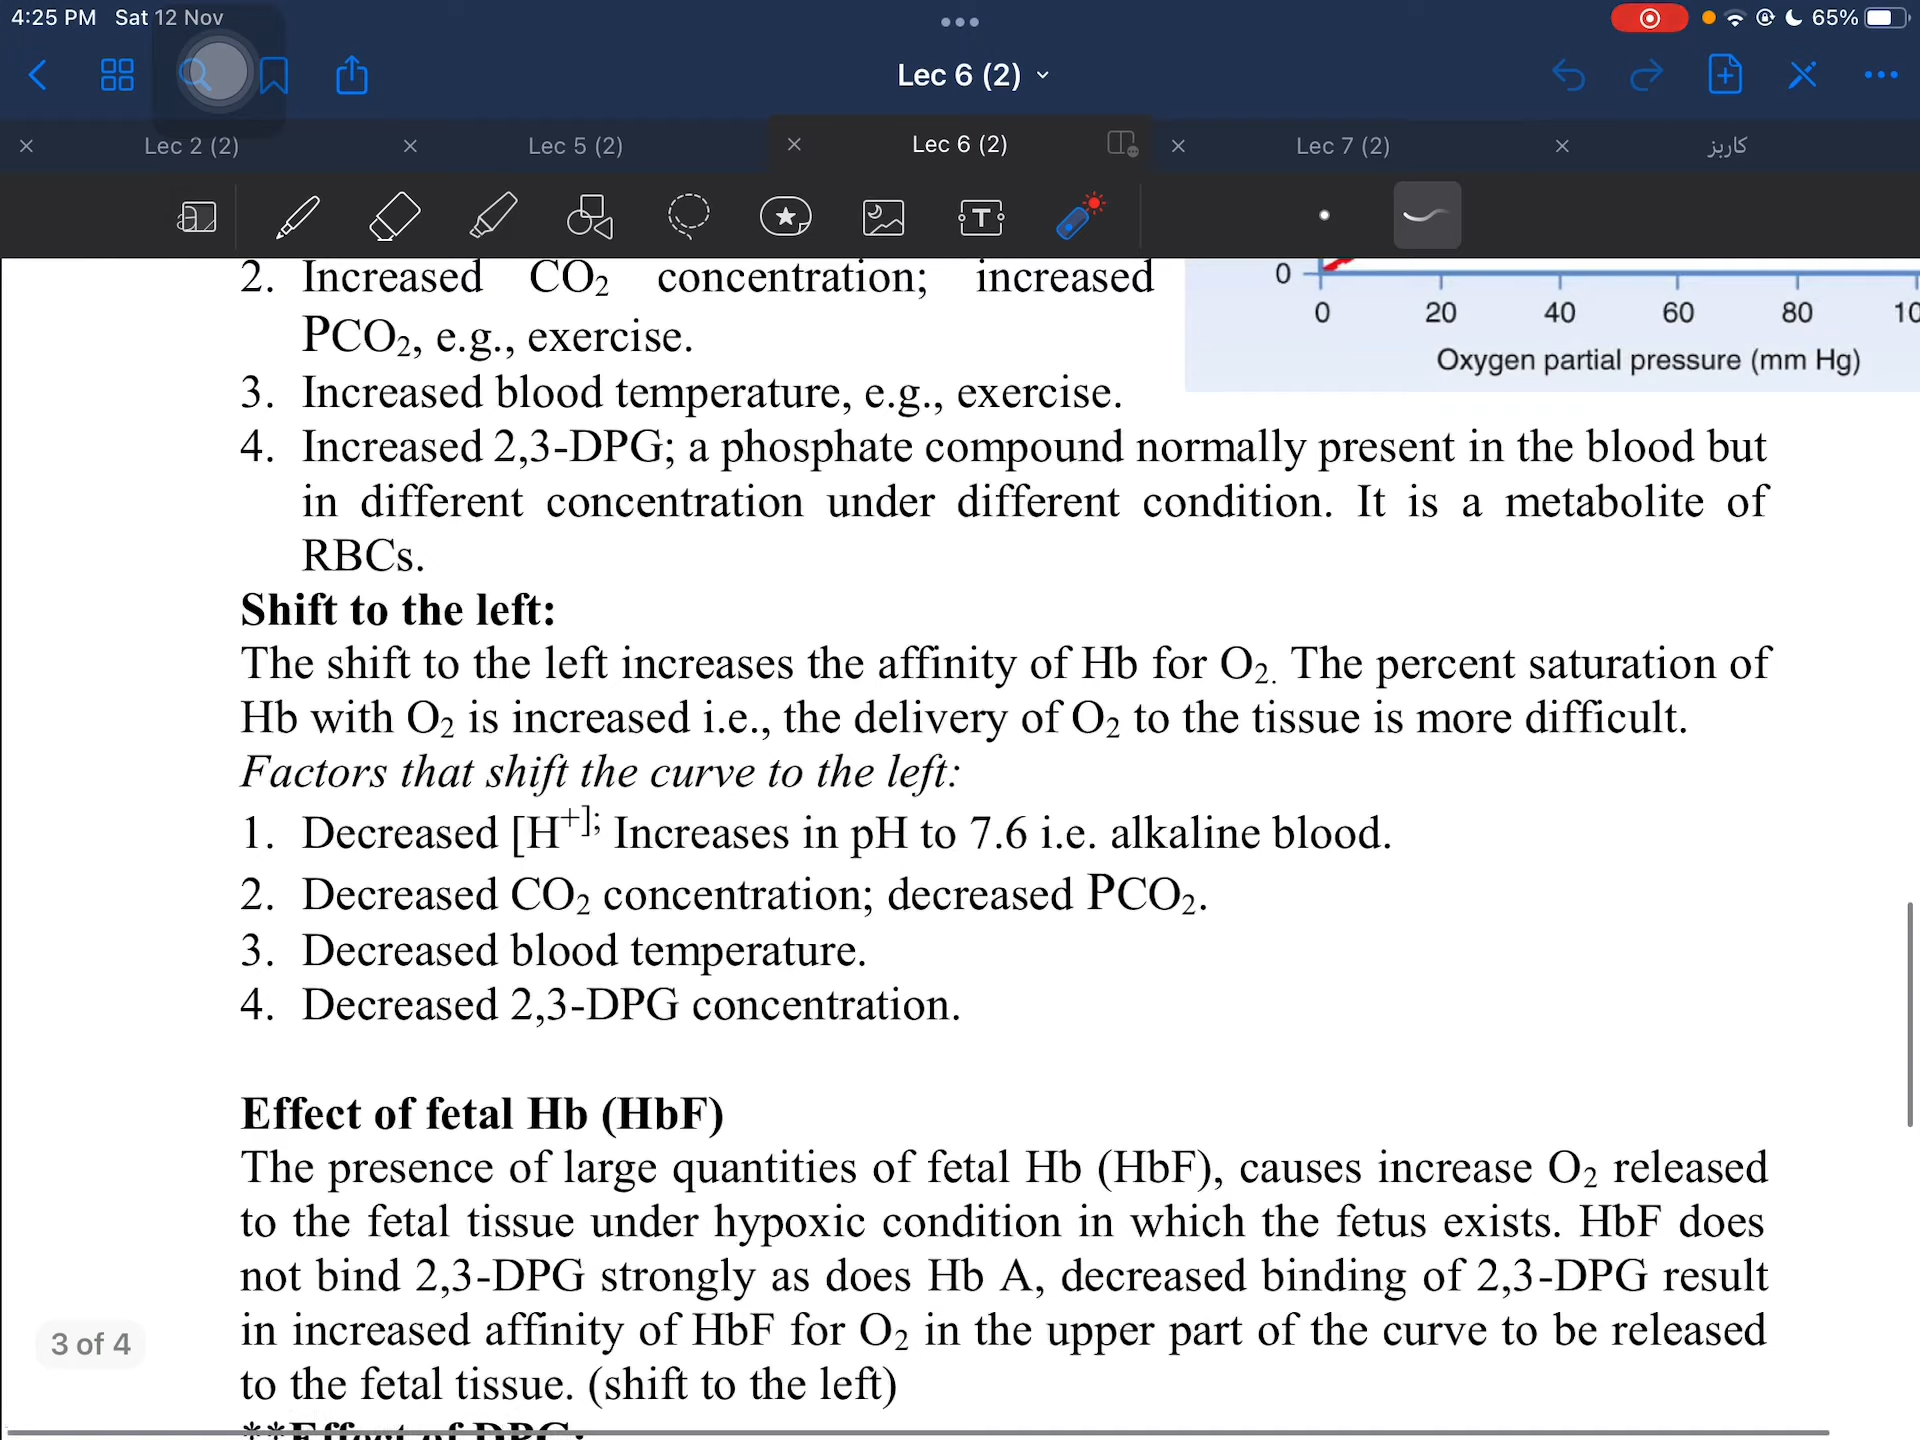 4:25 PM Sat 12 Nov
65%
Lec 6 (2)
Lec 2 (2)
Lec 5 (2)
Lec 6 (2)
Lec 7 (2)
كاربز
2. Increased CO₂ concentration; increased
PCO₂, e.g., exercise.
0
0 20 40 60 80
Oxygen partial pressure (mm Hg)
3. Increased blood temperature, e.g., exercise.
4. Increased 2,3-DPG; a phosphate compound normally present in the blood but
in different concentration under different condition. It is a metabolite of
RBCs.
Shift to the left:
The shift to the left increases the affinity of Hb for O₂. The percent saturation of
Hb with O₂ is increased i.e., the delivery of O₂ to the tissue is more difficult.
Factors that shift the curve to the left:
1. Decreased [H⁺]; Increases in pH to 7.6 i.e. alkaline blood.
2. Decreased CO₂ concentration; decreased PCO₂.
3. Decreased blood temperature.
4. Decreased 2,3-DPG concentration.
Effect of fetal Hb (HbF)
The presence of large quantities of fetal Hb (HbF), causes increase O₂ released
to the fetal tissue under hypoxic condition in which the fetus exists. HbF does
not bind 2,3-DPG strongly as does Hb A, decreased binding of 2,3-DPG result
in increased affinity of HbF for O₂ in the upper part of the curve to be released
to the fetal tissue. (shift to the left)
**Effect of DPG:
3 of 4